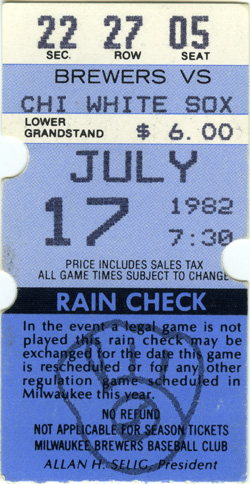 22 27 05
SEC. ROW SEAT
BREWERS VS
CHI WHITE SOX
LOWER
GRANDSTAND $ 6.00
JULY
17 1982
7:30
PRICE INCLUDES SALES TAX
ALL GAME TIMES SUBJECT TO CHANGE
RAIN CHECK
In the event a legal game is not
played this rain check may be
exchanged for the date this game
is rescheduled or for any other
regulation game scheduled in
Milwaukee this year.
NO REFUND
NOT APPLICABLE FOR SEASON TICKETS
MILWAUKEE BREWERS BASEBALL CLUB
ALLAN H. SELIG, President